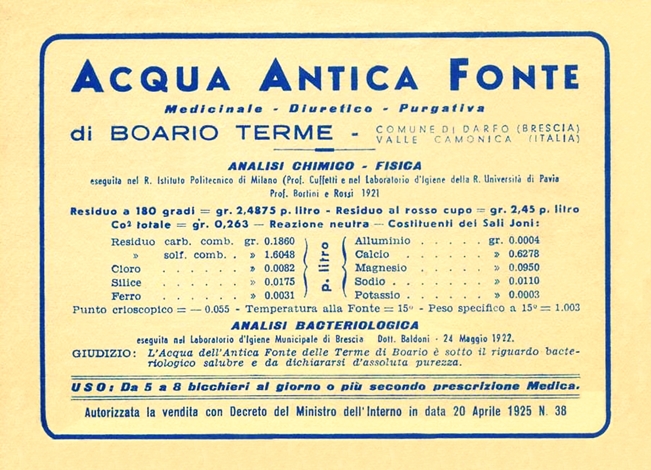 ACQUA ANTICA FONTE
Medicinale - Diuretico - Purgativa
di BOARIO TERME - COMUNE DI DARFO (BRESCIA)
VALLE CAMONICA (ITALIA)
ANALISI CHIMICO - FISICA
eseguita nel R. Istituto Politecnico di Milano (Prof. Cuffetti e nel Laboratorio d'Igiene della R. Università di Pavia
Prof. Bortini e Rossi 1921
Residuo a 180 gradi = gr. 2,4875 p. litro - Residuo al rosso cupo = gr. 2,45 p. litro
Co² totale = gr. 0,263 - Reazione neutra - Costituenti dei Sali Joni:
Residuo carb. comb. gr. 0.1860
» solf. comb. . » 1.6048
Cloro . . . . . . » 0.0082
Silice . . . . . . » 0.0175
Ferro . . . . . . » 0.0031
p. litro
Alluminio . . . . . gr. 0.0004
Calcio . . . . . . » 0.6278
Magnesio . . . . . » 0.0950
Sodio . . . . . . » 0.0110
Potassio . . . . . » 0.0003
Punto crioscopico = — 0.055 - Temperatura alla Fonte = 15º - Peso specifico a 15º = 1.003
ANALISI BACTERIOLOGICA
eseguita nel Laboratorio d'Igiene Municipale di Brescia Dott. Baldoni - 24 Maggio 1922.
GIUDIZIO: L'Acqua dell'Antica Fonte delle Terme di Boario è sotto il riguardo bacte-
riologico salubre e da dichiararsi d'assoluta purezza.
USO: Da 5 a 8 bicchieri al giorno o più secondo prescrizione Medica.
Autorizzata la vendita con Decreto del Ministro dell'Interno in data 20 Aprile 1925 N. 38